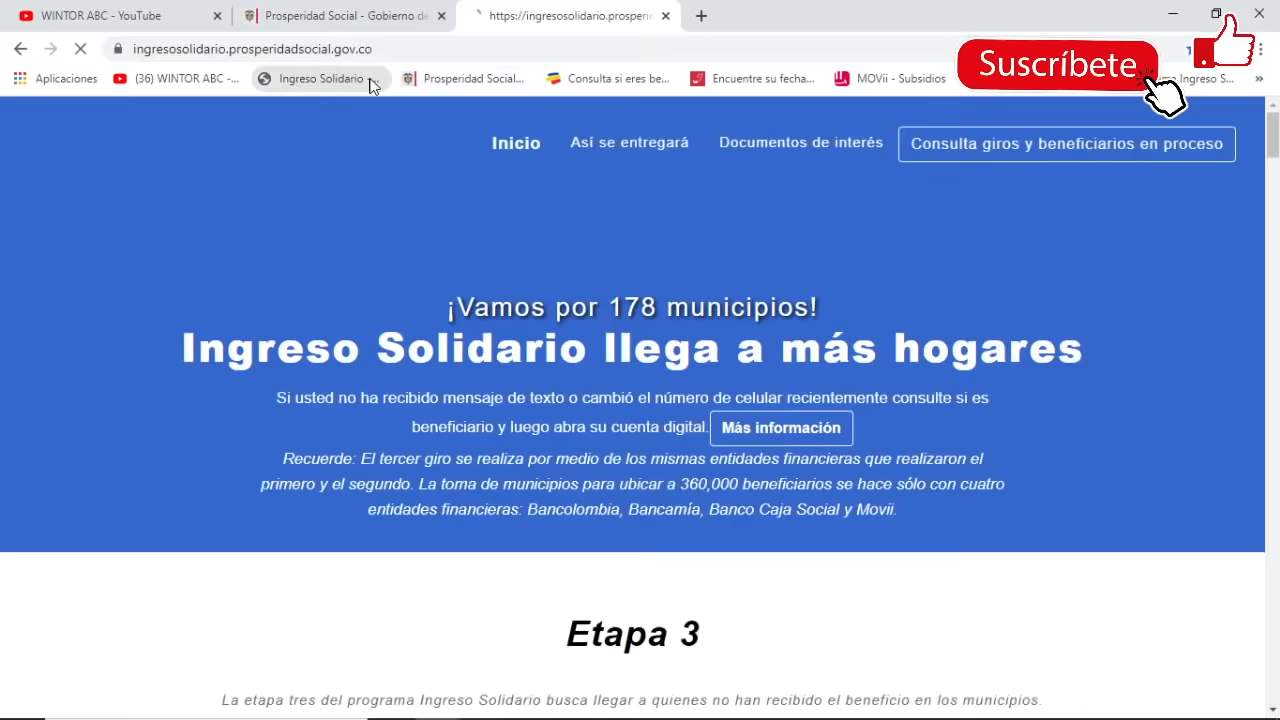 WINTOR ABC - YouTube
Prosperidad Social - Gobierno de
https://ingresosolidario.prosperi
ingresosolidario.prosperidadsocial.gov.co
Aplicaciones
(36) WINTOR ABC -...
Ingreso Solidario
Prosperidad Social...
Consulta si eres be...
Encuentre su fecha...
MOVii - Subsidios
Ingreso S...
Suscríbete
Inicio
Así se entregará
Documentos de interés
Consulta giros y beneficiarios en proceso
¡Vamos por 178 municipios!
Ingreso Solidario llega a más hogares
Si usted no ha recibido mensaje de texto o cambió el número de celular recientemente consulte si es
beneficiario y luego abra su cuenta digital. Más información
Recuerde: El tercer giro se realiza por medio de los mismas entidades financieras que realizaron el
primero y el segundo. La toma de municipios para ubicar a 360,000 beneficiarios se hace sólo con cuatro
entidades financieras: Bancolombia, Bancamía, Banco Caja Social y Movii.
Etapa 3
La etapa tres del programa Ingreso Solidario busca llegar a quienes no han recibido el beneficio en los municipios.